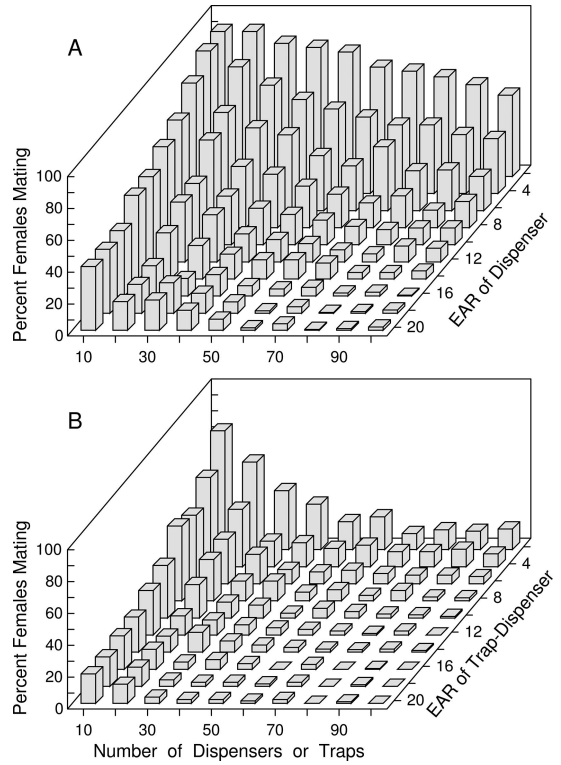 A
Percent Females Mating
100
80
60
40
20
0
10 30 50 70 90
4
8
12
16
20
EAR of Dispenser
B
Percent Females Mating
100
80
60
40
20
0
10 30 50 70 90
4
8
12
16
20
EAR of Trap-Dispenser
Number of Dispensers or Traps